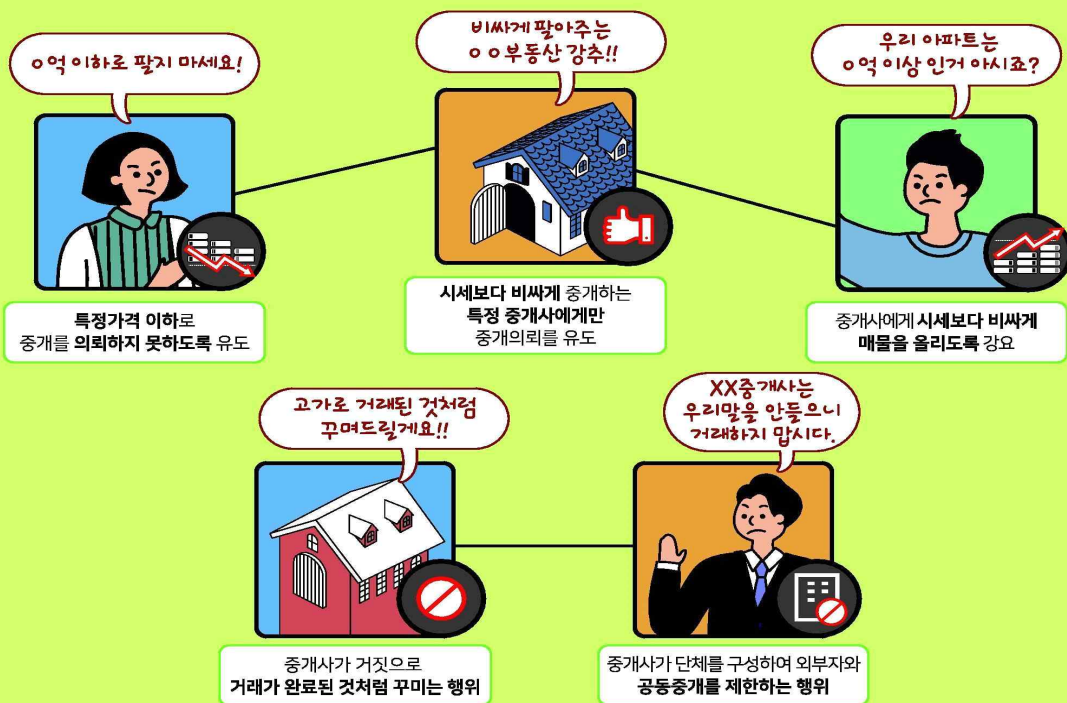 o억 이하로 팔지 마세요!
비싸게 팔아주는
o o 부동산 강추!!
우리 아파트는
o억 이상 인거 아시죠?
특정가격 이하로
중개를 의뢰하지 못하도록 유도
시세보다 비싸게 중개하는
특정 중개사에게만
중개의뢰를 유도
중개사에게 시세보다 비싸게
매물을 올리도록 강요
고가로 거래된 것처럼
꾸며드릴게요!!
XX중개사는
우리말을 안들으니
거래하지 맙시다.
중개사가 거짓으로
거래가 완료된 것처럼 꾸미는 행위
중개사가 단체를 구성하여 외부자와
공동중개를 제한하는 행위